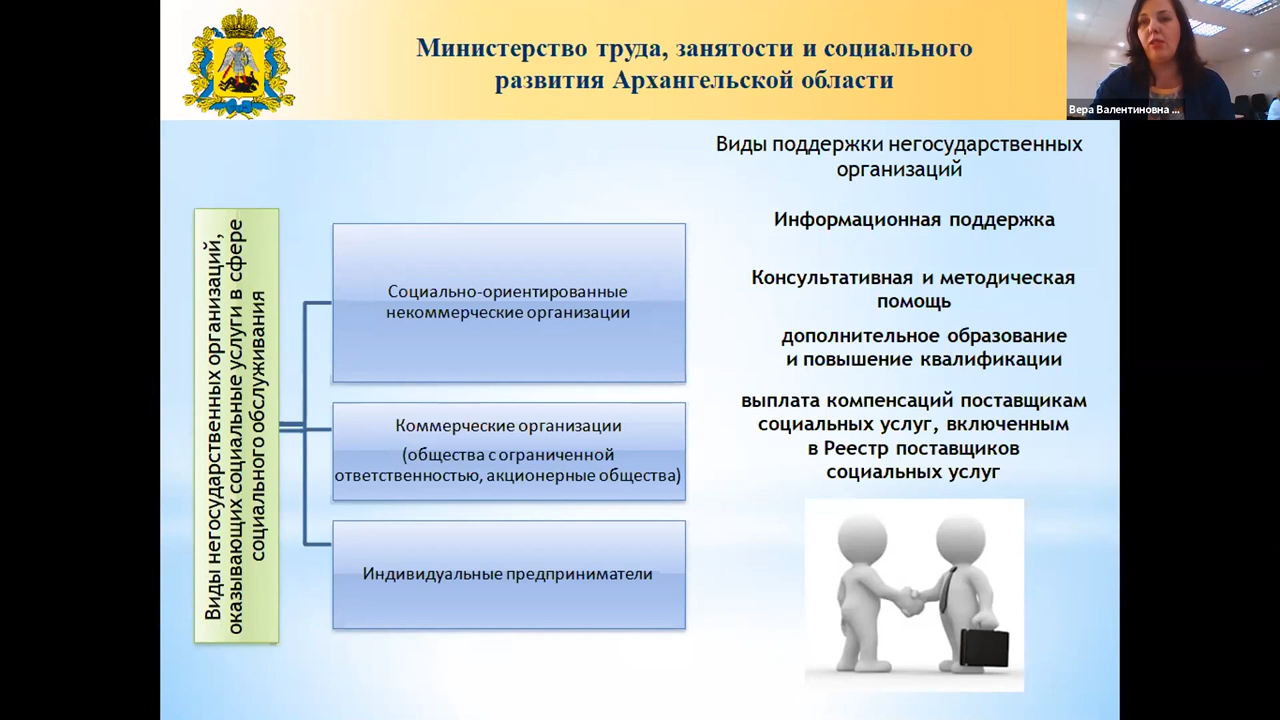 Министерство труда, занятости и социального
развития Архангельской области
Вера Валентиновна ...
Виды негосударственных организаций,
оказывающих социальные услуги в сфере
социального обслуживания
Социально-ориентированные
некоммерческие организации
Коммерческие организации
(общества с ограниченной
ответственностью, акционерные общества)
Индивидуальные предприниматели
Виды поддержки негосударственных
организаций
Информационная поддержка
Консультативная и методическая
помощь
дополнительное образование
и повышение квалификации
выплата компенсаций поставщикам
социальных услуг, включенным
в Реестр поставщиков
социальных услуг